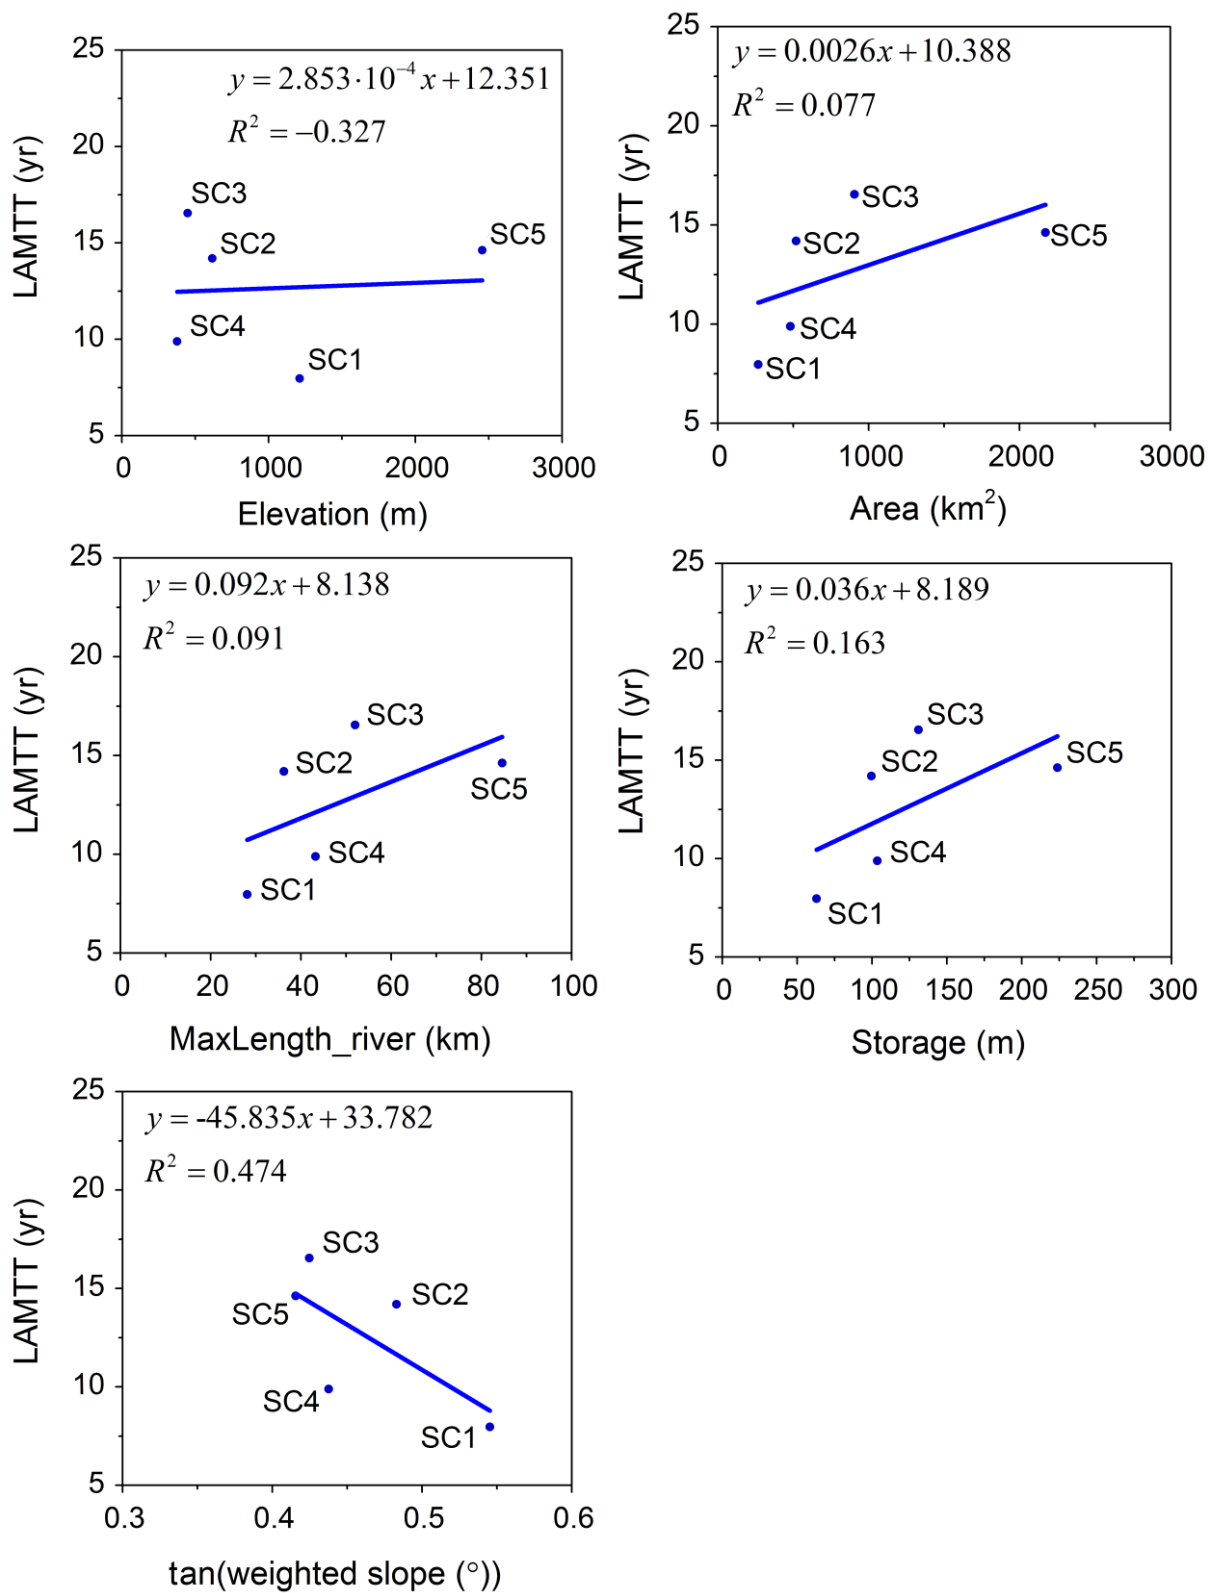 y = 2.853·10⁻⁴ x + 12.351
R² = –0.327
LAMTT (yr)
25
20
15
10
5
SC3
SC2
SC5
SC4
SC1
0 1000 2000 3000
Elevation (m)
y = 0.0026x + 10.388
R² = 0.077
LAMTT (yr)
25
20
15
10
5
SC3
SC2
SC5
SC4
SC1
0 1000 2000 3000
Area (km²)
y = 0.092x + 8.138
R² = 0.091
LAMTT (yr)
25
20
15
10
5
SC3
SC2
SC5
SC4
SC1
0 20 40 60 80 100
MaxLength_river (km)
y = 0.036x + 8.189
R² = 0.163
LAMTT (yr)
25
20
15
10
5
SC3
SC2
SC5
SC4
SC1
0 50 100 150 200 250 300
Storage (m)
y = -45.835x + 33.782
R² = 0.474
LAMTT (yr)
25
20
15
10
5
SC3
SC2
SC5
SC4
SC1
0.3 0.4 0.5 0.6
tan(weighted slope (°))